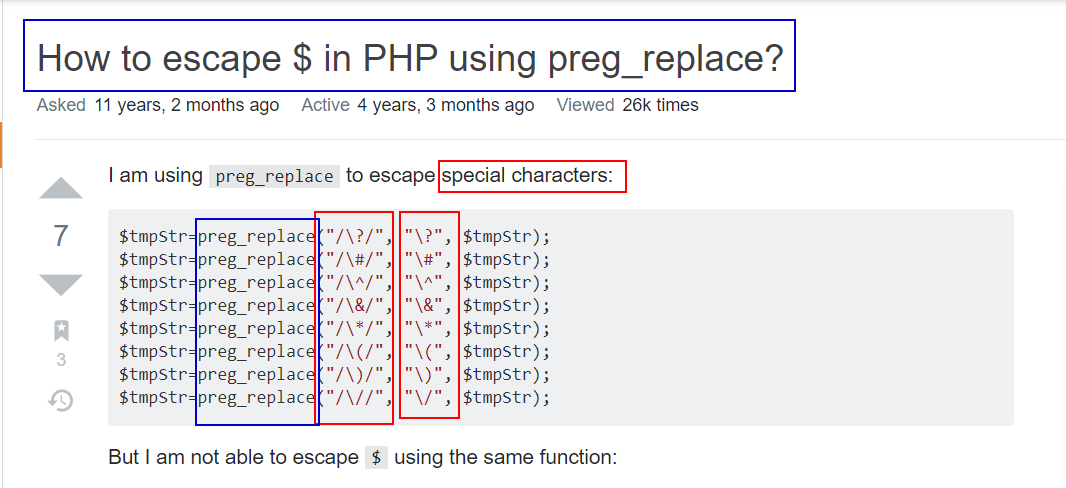 How to escape $ in PHP using preg_replace?
Asked 11 years, 2 months ago Active 4 years, 3 months ago Viewed 26k times
I am using preg_replace to escape special characters:
7
3
$tmpStr=preg_replace("/\?/", "\?", $tmpStr);
$tmpStr=preg_replace("/\#/", "\#", $tmpStr);
$tmpStr=preg_replace("/\^/", "\^", $tmpStr);
$tmpStr=preg_replace("/\&/", "\&", $tmpStr);
$tmpStr=preg_replace("/\*/", "\*", $tmpStr);
$tmpStr=preg_replace("/\(/", "\(", $tmpStr);
$tmpStr=preg_replace("/\)/", "\)", $tmpStr);
$tmpStr=preg_replace("/\//", "\/", $tmpStr);
But I am not able to escape $ using the same function: